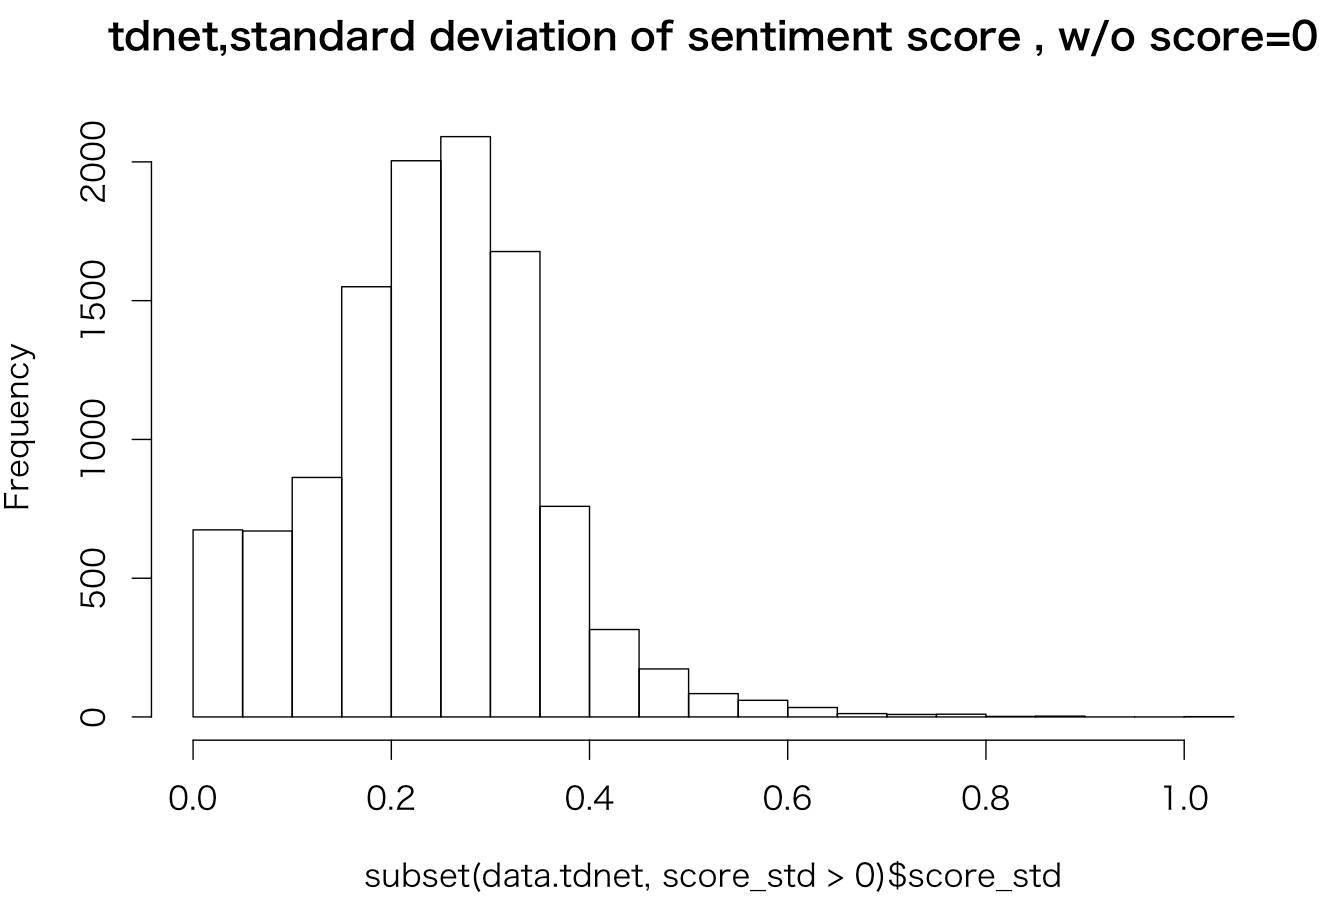 tdnet,standard deviation of sentiment score , w/o score=0
Frequency
2000
1500
1000
500
0
0.0 0.2 0.4 0.6 0.8 1.0
subset(data.tdnet, score_std > 0)$score_std